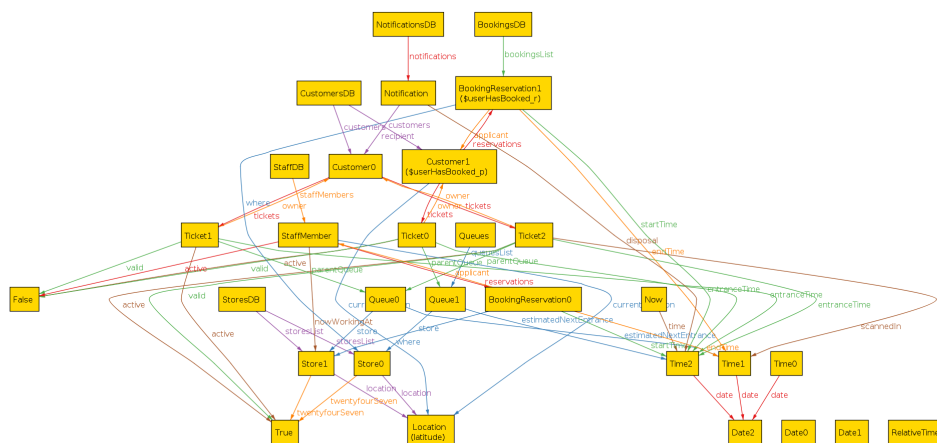 NotificationsDB
BookingsDB
notifications
bookingsList
CustomersDB
Notification
BookingReservation1
($userHasBooked_r)
customers
customers
recipient
applicant
reservations
StaffDB
Customer0
Customer1
($userHasBooked_p)
where
staffMembers
owner
tickets
owner
owner
tickets
tickets
startTime
Ticket1
StaffMember
Ticket0
Queues
Ticket2
disposal
endTime
valid
active
active
valid
parentQueue
parentQueue
queuesList
parentQueue
applicant
reservations
entranceTime
entranceTime
entranceTime
False
StoresDB
Queue0
Queue1
BookingReservation0
Now
active
valid
active
storesList
storesList
nowWorkingAt
store
store
where
estimatedNextEntrance
estimatedNextEntrance
startTime
endTime
time
scannedIn
Store1
Store0
Time2
Time1
Time0
twentyfourSeven
twentyfourSeven
location
location
date
date
date
True
Location
(latitude)
Date2
Date0
Date1
RelativeTime